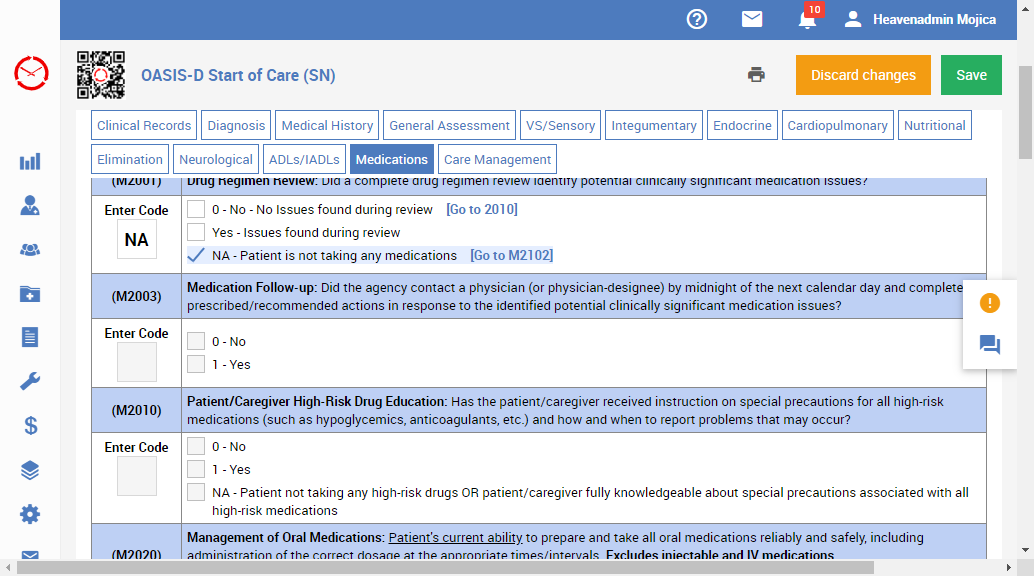 10
Heavenadmin Mojica
OASIS-D Start of Care (SN)
Discard changes
Save
Clinical Records
Diagnosis
Medical History
General Assessment
VS/Sensory
Integumentary
Endocrine
Cardiopulmonary
Nutritional
Elimination
Neurological
ADLs/IADLs
Medications
Care Management
(M2001)
Drug Regimen Review: Did a complete drug regimen review identify potential clinically significant medication issues?
Enter Code
NA
0 - No - No Issues found during review [Go to 2010]
Yes - Issues found during review
NA - Patient is not taking any medications [Go to M2102]
(M2003)
Medication Follow-up: Did the agency contact a physician (or physician-designee) by midnight of the next calendar day and complete
prescribed/recommended actions in response to the identified potential clinically significant medication issues?
Enter Code
0 - No
1 - Yes
(M2010)
Patient/Caregiver High-Risk Drug Education: Has the patient/caregiver received instruction on special precautions for all high-risk
medications (such as hypoglycemics, anticoagulants, etc.) and how and when to report problems that may occur?
Enter Code
0 - No
1 - Yes
NA - Patient not taking any high-risk drugs OR patient/caregiver fully knowledgeable about special precautions associated with all
high-risk medications
(M2020)
Management of Oral Medications: Patient's current ability to prepare and take all oral medications reliably and safely, including
administration of the correct dosage at the appropriate times/intervals. Excludes injectable and IV medications